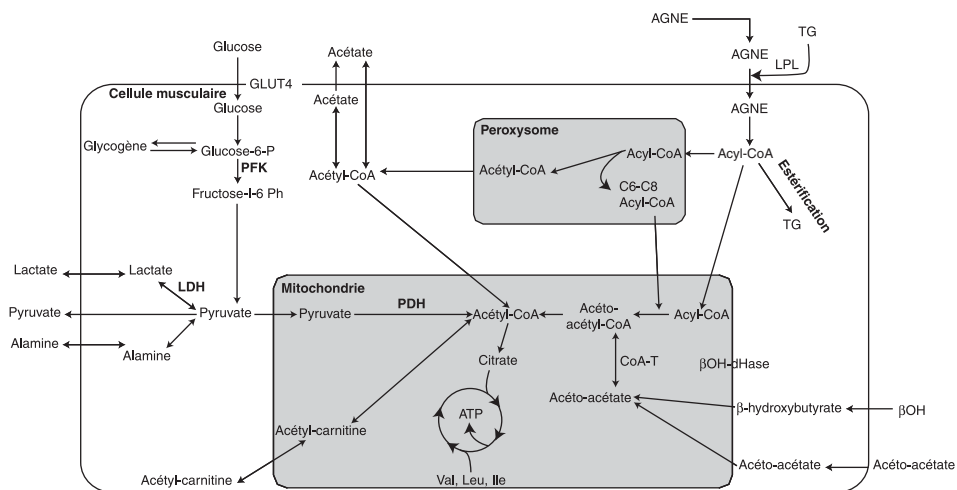 AGNE
TG
AGNE
LPL
Glucose
Acétate
GLUT4
Cellule musculaire
Glucose
Acétate
AGNE
Peroxysome
Glycogène
Glucose-6-P
PFK
Acyl-CoA
Acyl-CoA
Acétyl-CoA
Acétyl-CoA
Estérification
Fructose-I-6 Ph
C6-C8
Acyl-CoA
TG
Lactate
Lactate
LDH
Mitochondrie
PDH
Pyruvate
Pyruvate
Pyruvate
Acétyl-CoA
Acéto-
acétyl-CoA
Acyl-CoA
Alamine
Alamine
Citrate
CoA-T
βOH-dHase
Acéto-acétate
β-hydroxybutyrate
βOH
ATP
Acétyl-carnitine
Acéto-acétate
Acéto-acétate
Acétyl-carnitine
Val, Leu, Ile